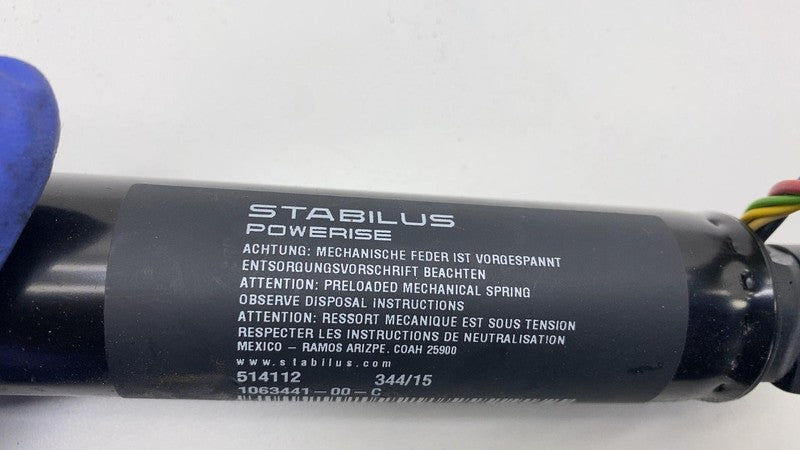 STABILUS
POWERISE
ACHTUNG: MECHANISCHE FEDER IST VORGESPANNT
ENTSORGUNGSVORSCHRIFT BEACHTEN
ATTENTION: PRELOADED MECHANICAL SPRING
OBSERVE DISPOSAL INSTRUCTIONS
ATTENTION: RESSORT MECANIQUE EST SOUS TENSION
RESPECTER LES INSTRUCTIONS DE NEUTRALISATION
MEXICO – RAMOS ARIZPE, COAH 25900
www.stabilus.com
514112 344/15
1063441-00-C